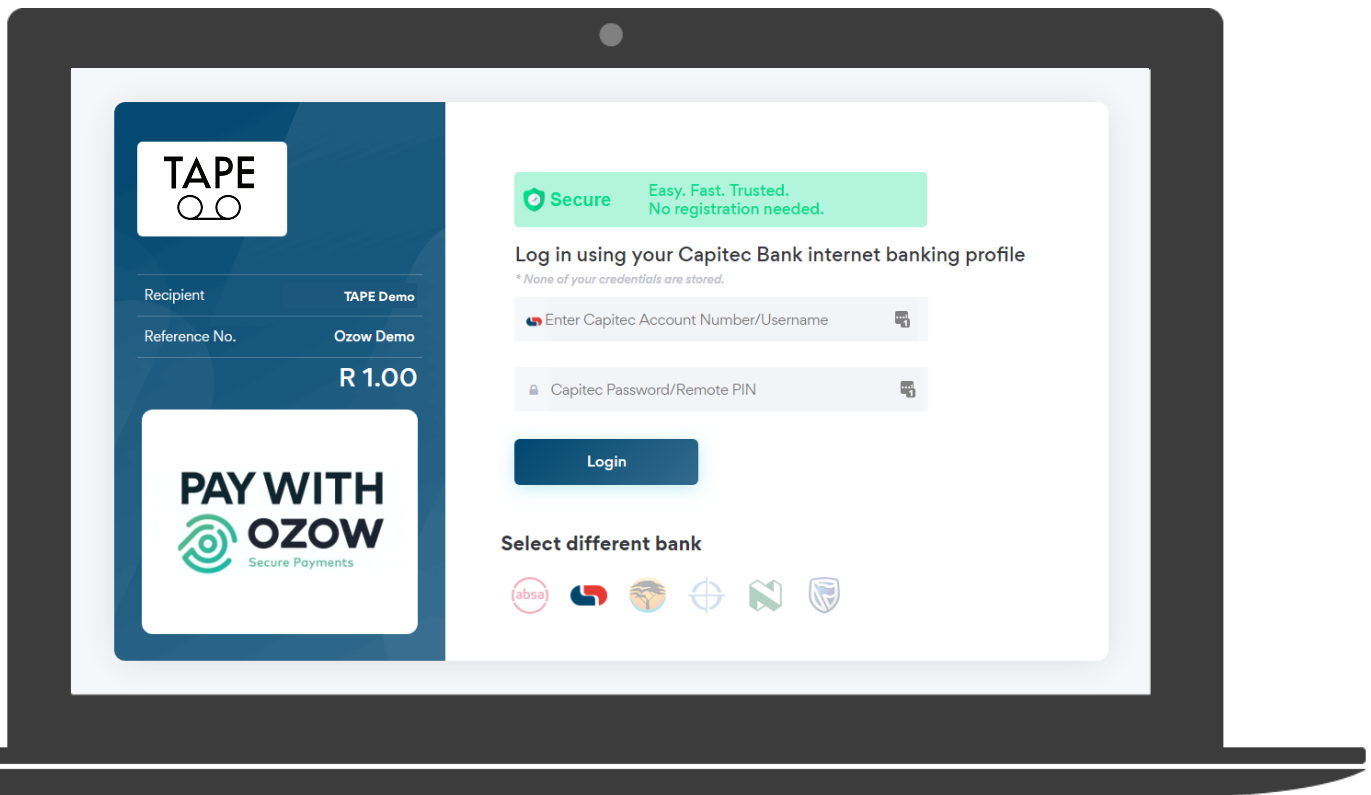 TAPE
Recipient TAPE Demo
Reference No. Ozow Demo
R 1.00
PAY WITH
OZOW
Secure Payments
Secure
Easy. Fast. Trusted.
No registration needed.
Log in using your Capitec Bank internet banking profile
* None of your credentials are stored.
Enter Capitec Account Number/Username
1
Capitec Password/Remote PIN
1
Login
Select different bank
absa